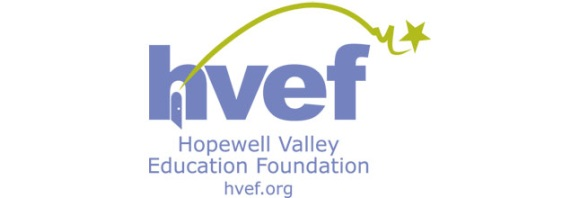 hvef
Hopewell Valley
Education Foundation
hvef.org